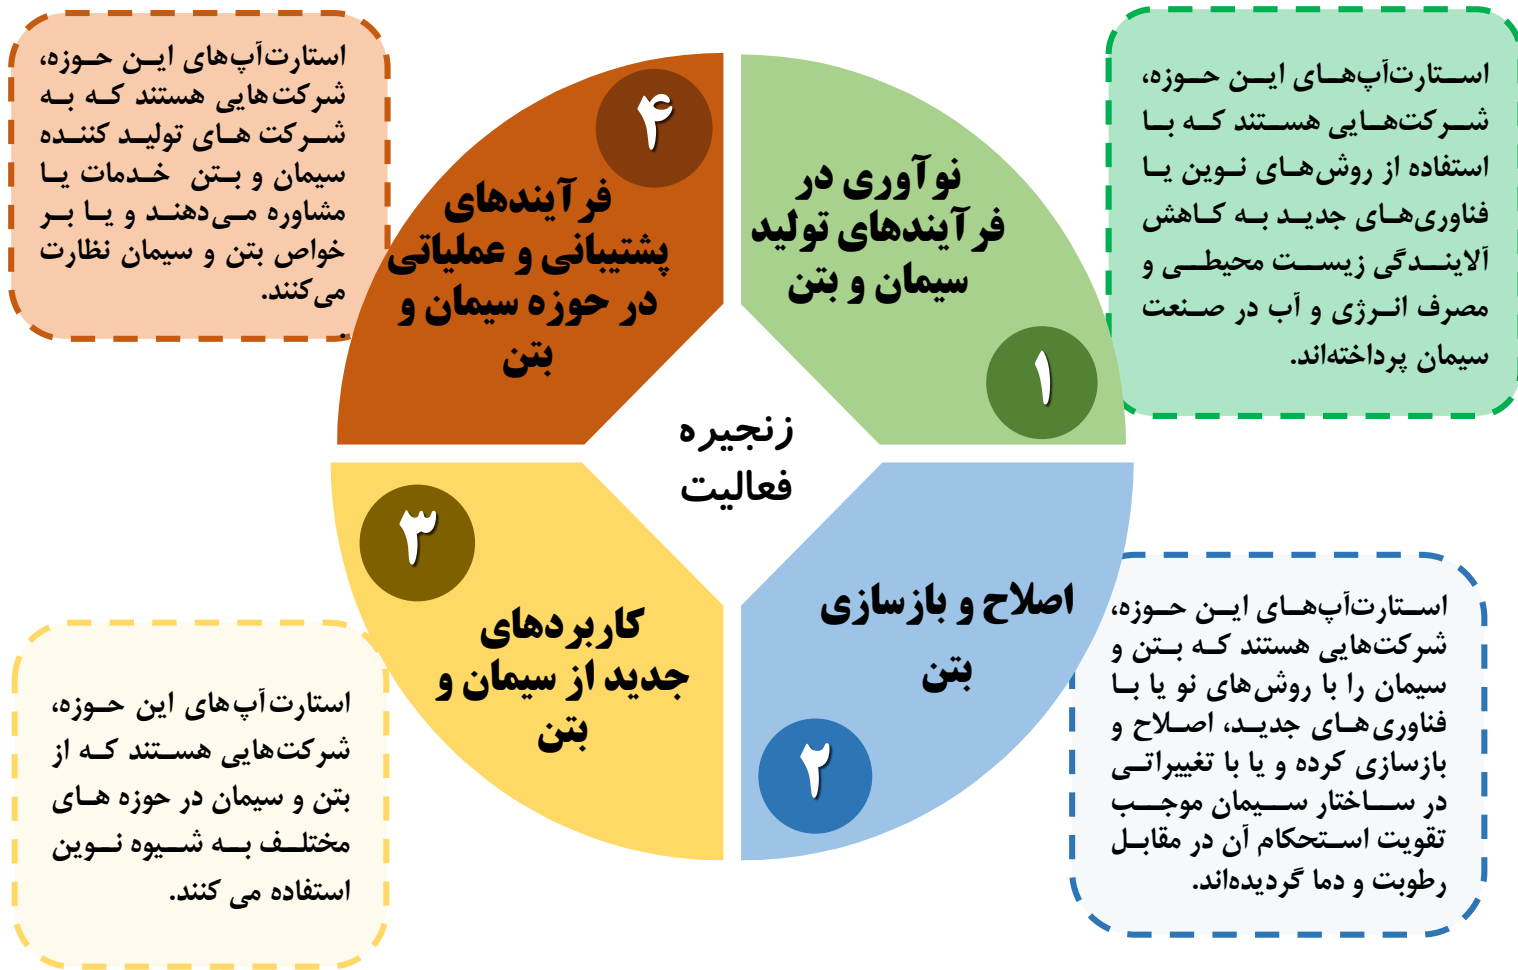 زنجیره
فعالیت
نوآوری در
فرآیندهای تولید
سیمان و بتن
۱
استارت‌آپ‌های این حوزه،
شرکت‌هایی هستند که با
استفاده از روش‌های نوین یا
فناوری‌های جدید به کاهش
آلایندگی زیست محیطی و
مصرف انرژی و آب در صنعت
سیمان پرداخته‌اند.
اصلاح و بازسازی
بتن
۲
استارت‌آپ‌های این حوزه،
شرکت‌هایی هستند که بتن و
سیمان را با روش‌های نو یا با
فناوری‌های جدید، اصلاح و
بازسازی کرده و یا با تغییراتی
در ساختار سیمان موجب
تقویت استحکام آن در مقابل
رطوبت و دما گردیده‌اند.
۳
کاربردهای
جدید از سیمان و
بتن
استارت‌آپ‌های این حوزه،
شرکت‌هایی هستند که از
بتن و سیمان در حوزه های
مختلف به شیوه نوین
استفاده می کنند.
۴
فرآیندهای
پشتیبانی و عملیاتی
در حوزه سیمان و
بتن
استارت‌آپ‌های این حوزه،
شرکت‌هایی هستند که به
شرکت های تولید کننده
سیمان و بتن خدمات یا
مشاوره می‌دهند و یا بر
خواص بتن و سیمان نظارت
می‌کنند.
.